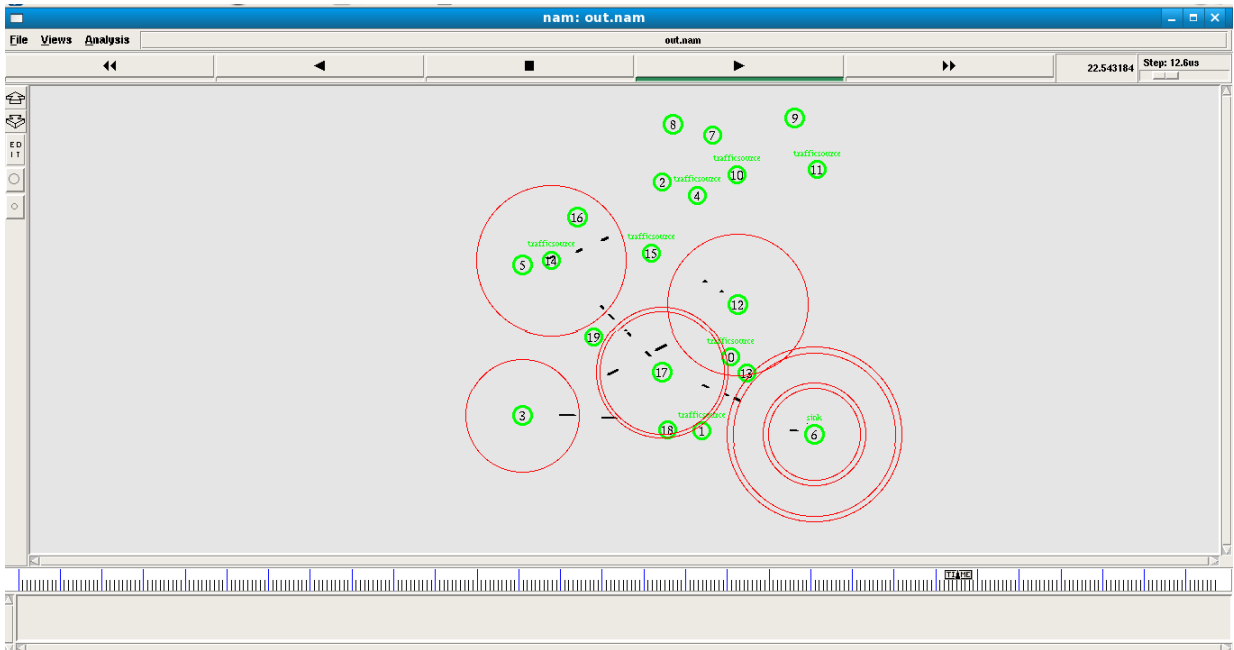 nam: out.nam
File Views Analysis out.nam
22.543184 Step: 12.6us
E D
I T
8 7 9
trafficsource trafficsource
10 11
2 trafficsource
4
16
trafficsource trafficsource
5 14 15
12
19 trafficsource
0
17 13
3 trafficsource sink
18 1 6
TIME